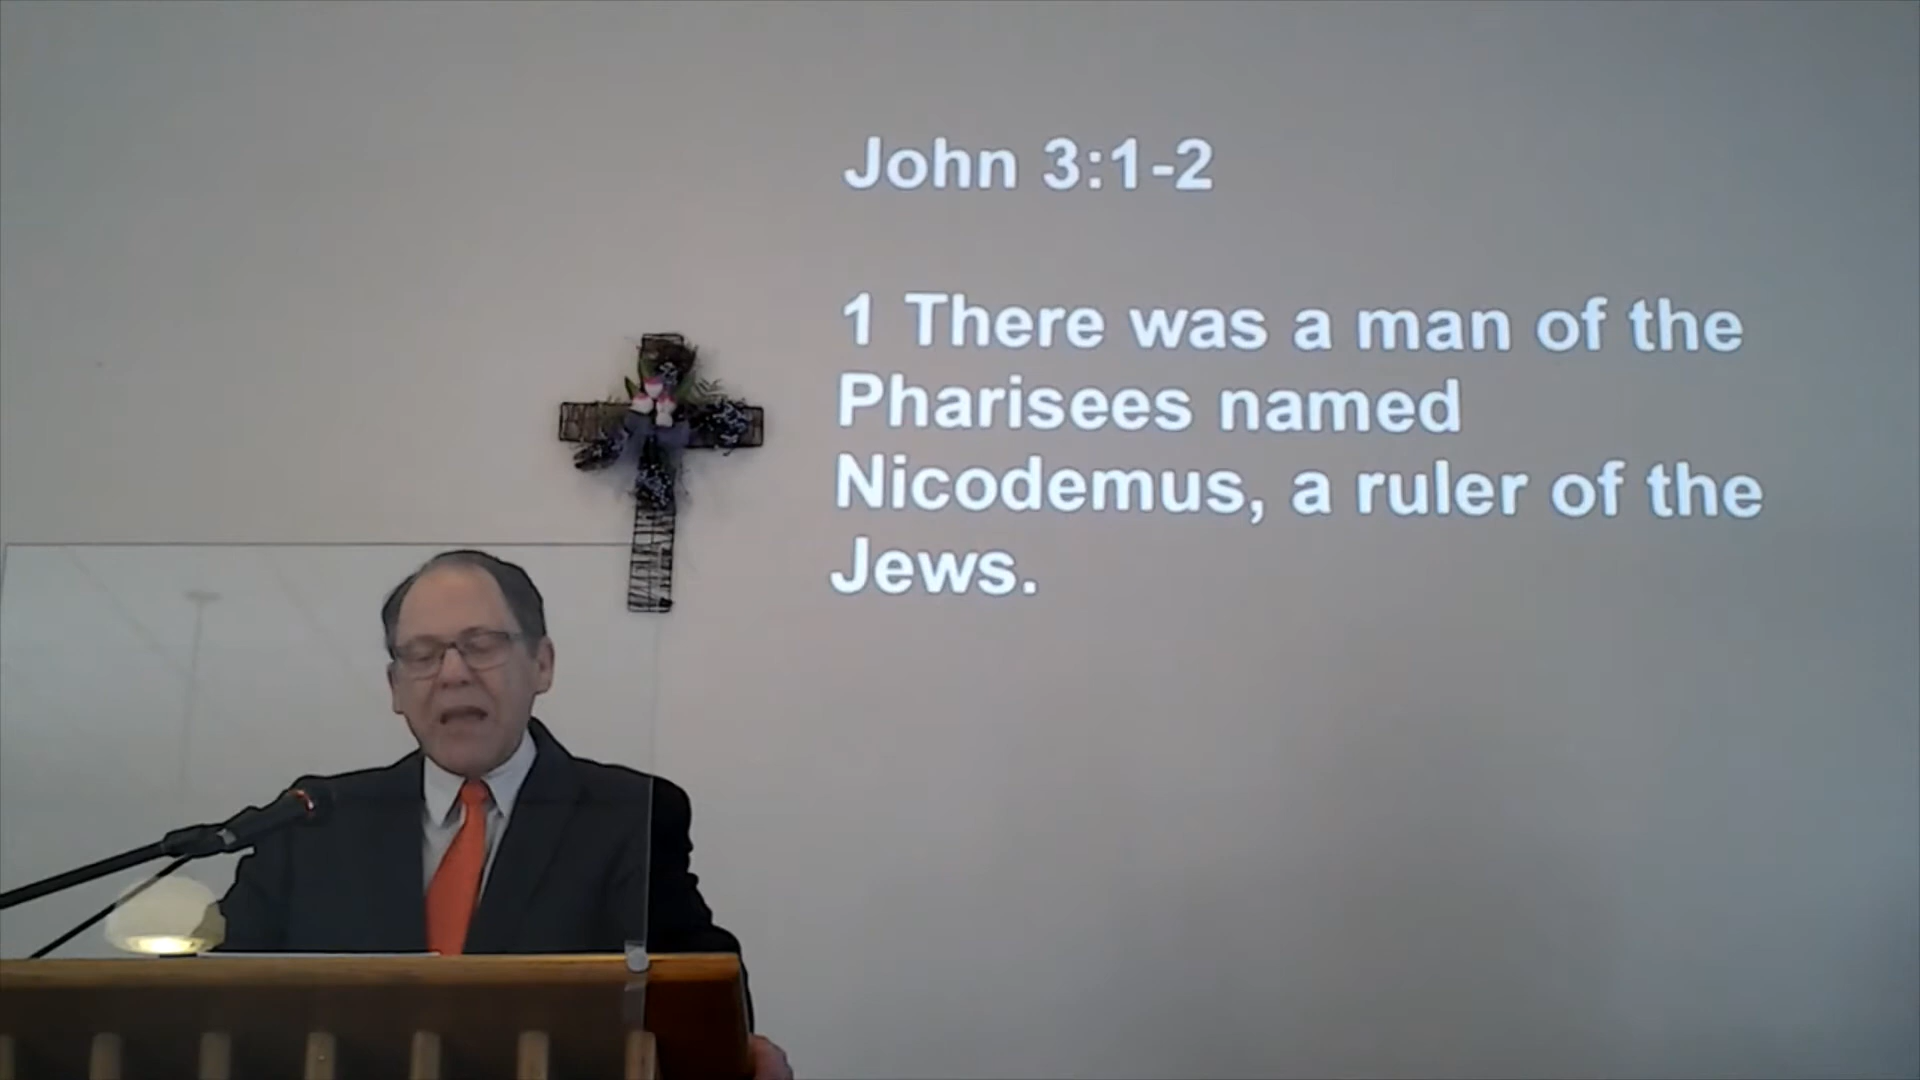 John 3:1-2
1 There was a man of the
Pharisees named
Nicodemus, a ruler of the
Jews.